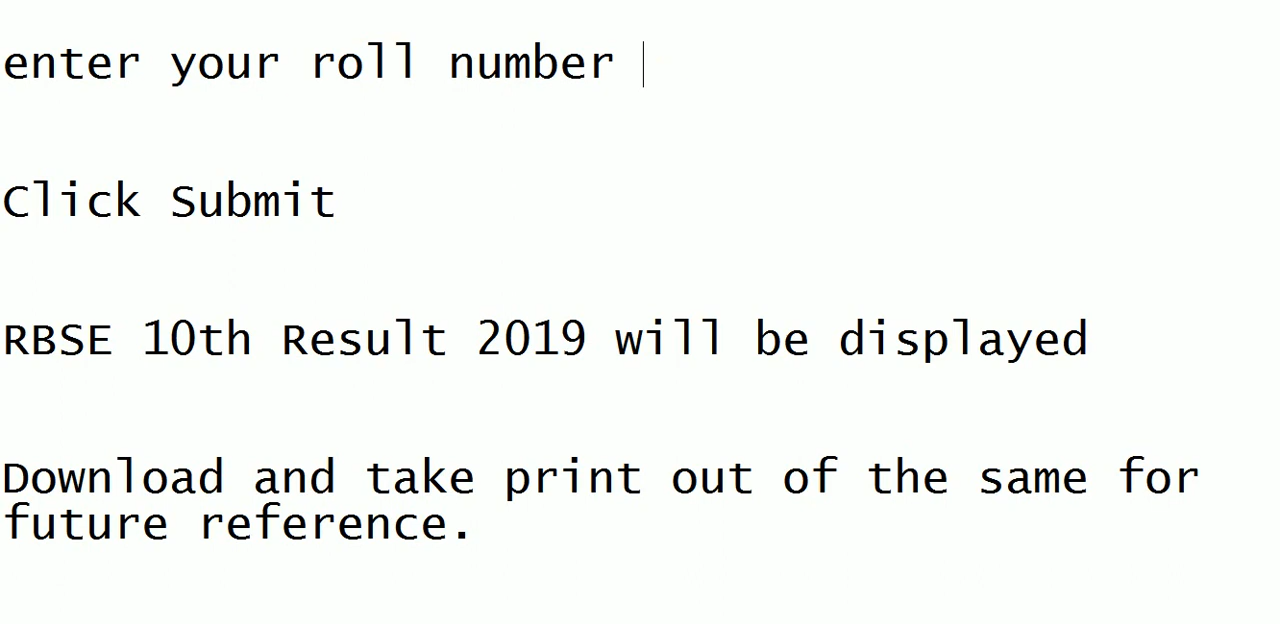 enter your roll number
Click Submit
RBSE 10th Result 2019 will be displayed
Download and take print out of the same for
future reference.